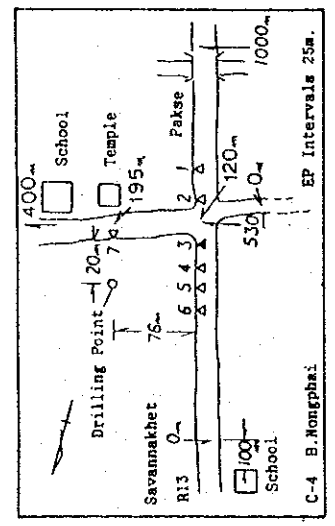 400m
School
Temple
195m
20m
7
Drilling Point
76m
Savannakhet
Pakse
R13
6 5 4 3 2 1
120m
0m
0m
530
1000m
100m
School
C-4 B.Nongphai
EP Intervals 25m.